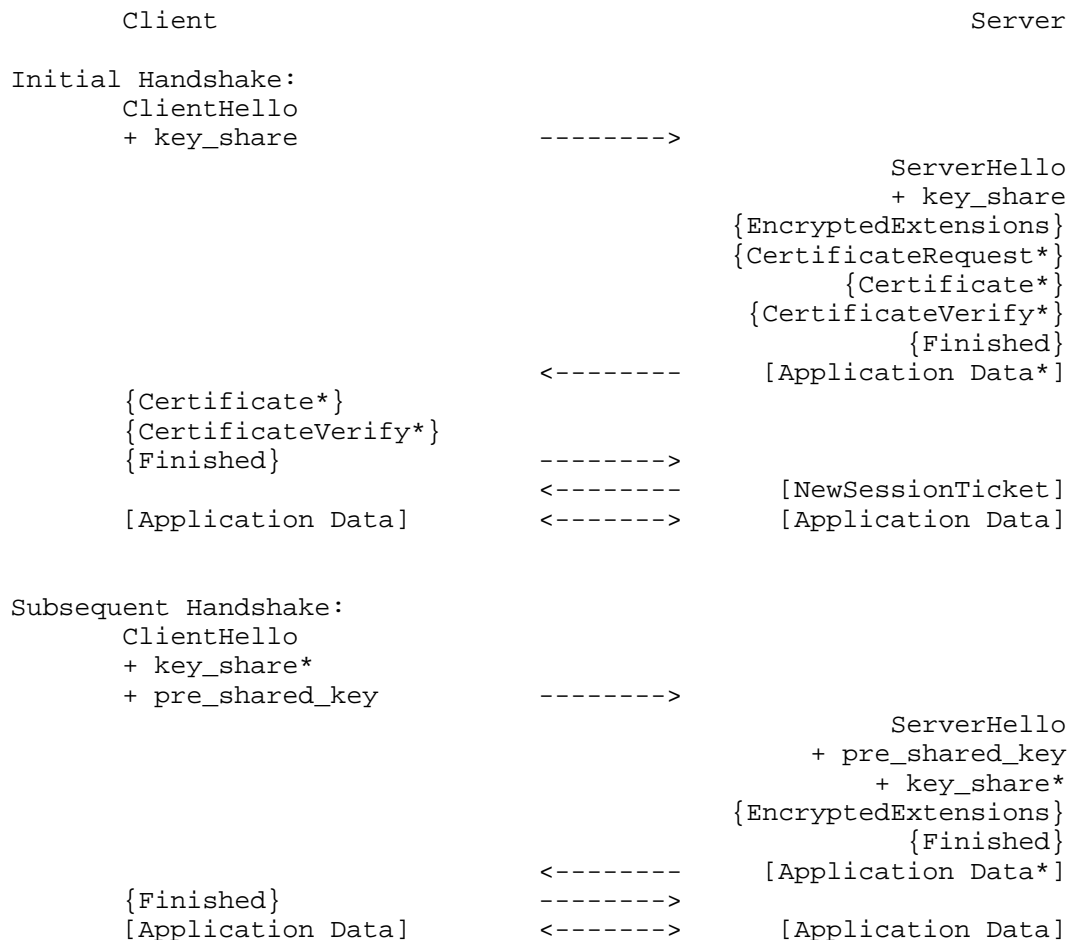 Client                                               Server

Initial Handshake:
       ClientHello
       + key_share               -------->
                                                       ServerHello
                                                       + key_share
                                             {EncryptedExtensions}
                                             {CertificateRequest*}
                                                    {Certificate*}
                                              {CertificateVerify*}
                                                        {Finished}
                                 <--------     [Application Data*]
       {Certificate*}
       {CertificateVerify*}
       {Finished}                -------->
                                 <--------      [NewSessionTicket]
       [Application Data]        <------->      [Application Data]

Subsequent Handshake:
       ClientHello
       + key_share*
       + pre_shared_key          -------->
                                                       ServerHello
                                                  + pre_shared_key
                                                      + key_share*
                                             {EncryptedExtensions}
                                                        {Finished}
                                 <--------     [Application Data*]
       {Finished}                -------->
       [Application Data]        <------->      [Application Data]